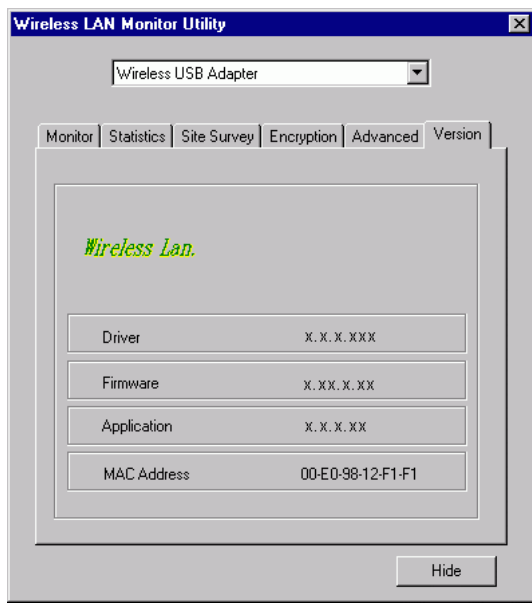 Wireless LAN Monitor Utility
Wireless USB Adapter
Monitor Statistics Site Survey Encryption Advanced Version
Wireless Lan.
Driver x.x.x.xxx
Firmware x.xx.x.xx
Application x.x.x.xx
MAC Address 00-E0-98-12-F1-F1
Hide